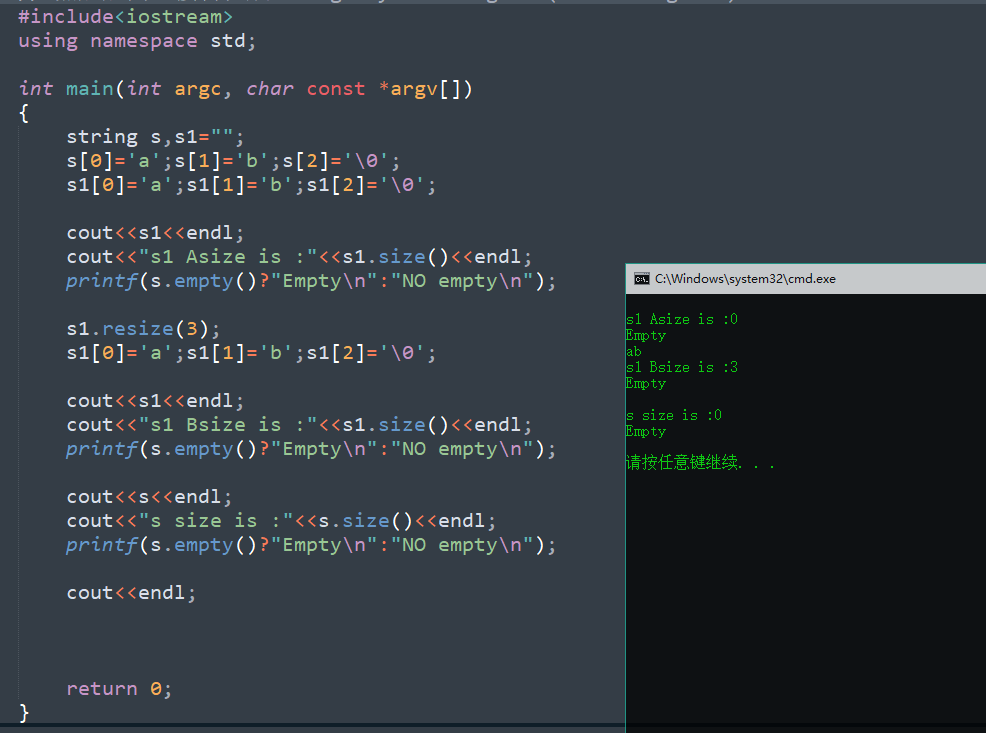 #include<iostream>
using namespace std;
int main(int argc, char const *argv[])
{
string s,s1="";
s[0]='a';s[1]='b';s[2]='\0';
s1[0]='a';s1[1]='b';s1[2]='\0';
cout<<s1<<endl;
cout<<"s1 Asize is :"<<s1.size()<<endl;
printf(s.empty()?"Empty\n":"NO empty\n");
s1.resize(3);
s1[0]='a';s1[1]='b';s1[2]='\0';
cout<<s1<<endl;
cout<<"s1 Bsize is :"<<s1.size()<<endl;
printf(s.empty()?"Empty\n":"NO empty\n");
cout<<s<<endl;
cout<<"s size is :"<<s.size()<<endl;
printf(s.empty()?"Empty\n":"NO empty\n");
cout<<endl;
return 0;
}
C:\Windows\system32\cmd.exe
s1 Asize is :0
Empty
ab
s1 Bsize is :3
Empty
s size is :0
Empty
请按任意键继续. . .